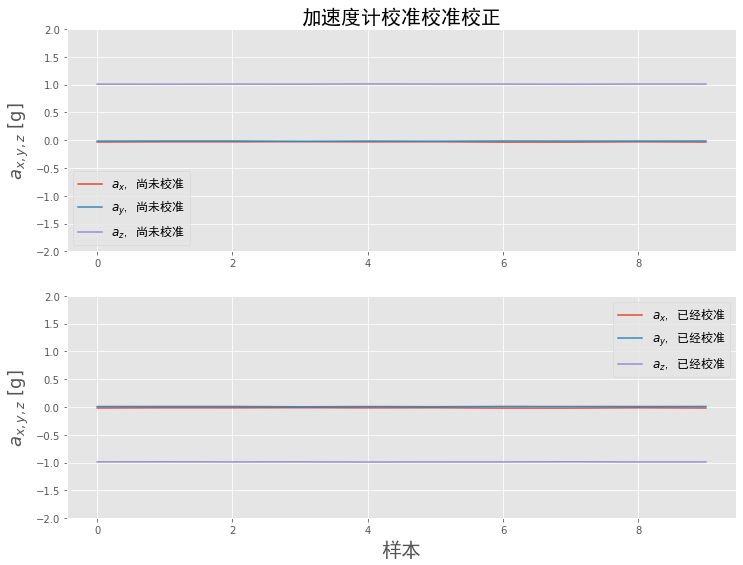 加速度计校准校准校正
2.0
1.5
1.0
0.5
0.0
−0.5
−1.0
−1.5
−2.0
a_{x,y,z} [g]
a_x, 尚未校准
a_y, 尚未校准
a_z, 尚未校准
0 2 4 6 8
2.0
1.5
1.0
0.5
0.0
−0.5
−1.0
−1.5
−2.0
a_{x,y,z} [g]
a_x, 已经校准
a_y, 已经校准
a_z, 已经校准
0 2 4 6 8
样本